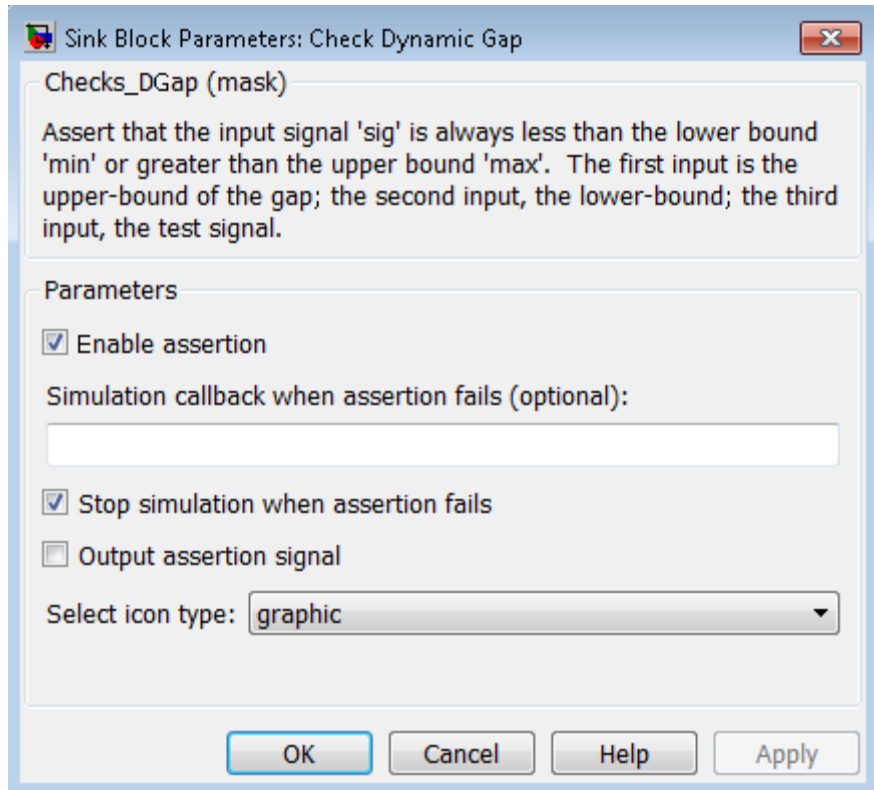 Sink Block Parameters: Check Dynamic Gap
Checks_DGap (mask)
Assert that the input signal 'sig' is always less than the lower bound
'min' or greater than the upper bound 'max'.  The first input is the
upper-bound of the gap; the second input, the lower-bound; the third
input, the test signal.
Parameters
Enable assertion
Simulation callback when assertion fails (optional):
Stop simulation when assertion fails
Output assertion signal
Select icon type: graphic
OK Cancel Help Apply